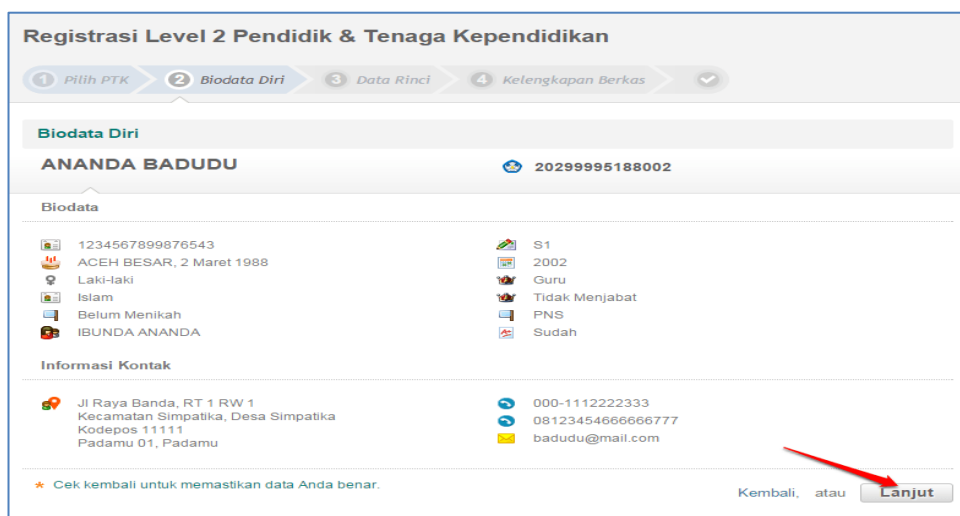 Registrasi Level 2 Pendidik & Tenaga Kependidikan
1 Pilih PTK 2 Biodata Diri 3 Data Rinci 4 Kelengkapan Berkas
Biodata Diri
ANANDA BADUDU 20299995188002
Biodata
1234567899876543 S1
ACEH BESAR, 2 Maret 1988 2002
Laki-laki Guru
Islam Tidak Menjabat
Belum Menikah PNS
IBUNDA ANANDA Sudah
Informasi Kontak
Jl Raya Banda, RT 1 RW 1 000-1112222333
Kecamatan Simpatika, Desa Simpatika 08123454666666777
Kodepos 11111 badudu@mail.com
Padamu 01, Padamu
* Cek kembali untuk memastikan data Anda benar.
Kembali, atau Lanjut